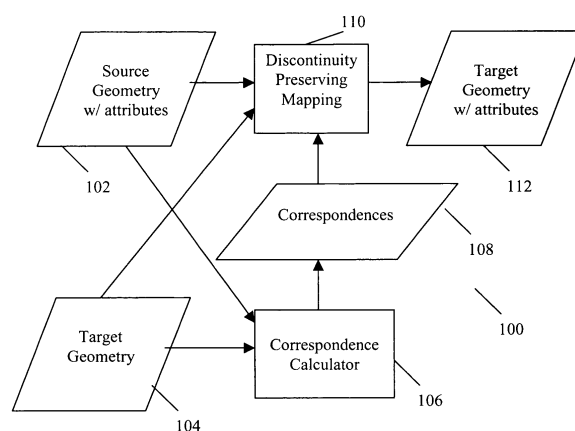 110
Source
Geometry
w/ attributes
Discontinuity
Preserving
Mapping
Target
Geometry
w/ attributes
102
112
Correspondences
108
100
Target
Geometry
Correspondence
Calculator
104
106